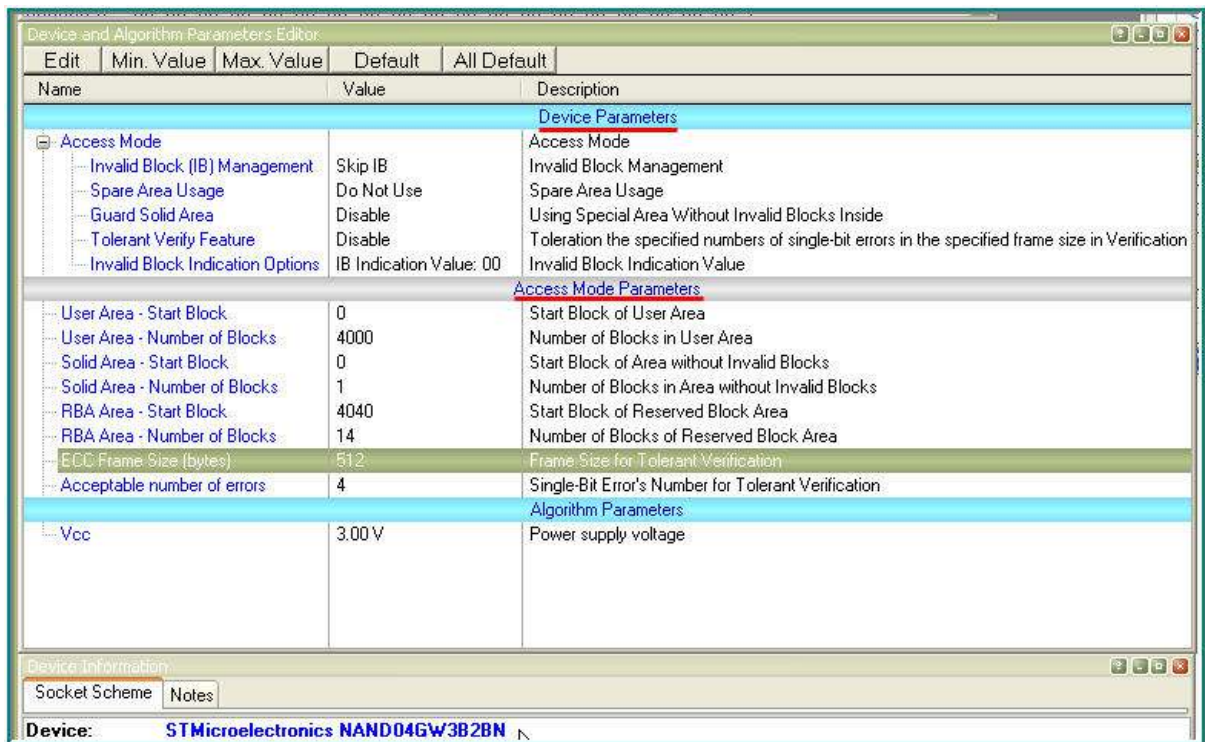 Device and Algorithm Parameters Editor
Edit Min. Value Max. Value Default All Default
Name Value Description
Device Parameters
Access Mode Access Mode
Invalid Block (IB) Management Skip IB Invalid Block Management
Spare Area Usage Do Not Use Spare Area Usage
Guard Solid Area Disable Using Special Area Without Invalid Blocks Inside
Tolerant Verify Feature Disable Toleration the specified numbers of single-bit errors in the specified frame size in Verification
Invalid Block Indication Options IB Indication Value: 00 Invalid Block Indication Value
Access Mode Parameters
User Area - Start Block 0 Start Block of User Area
User Area - Number of Blocks 4000 Number of Blocks in User Area
Solid Area - Start Block 0 Start Block of Area without Invalid Blocks
Solid Area - Number of Blocks 1 Number of Blocks in Area without Invalid Blocks
RBA Area - Start Block 4040 Start Block of Reserved Block Area
RBA Area - Number of Blocks 14 Number of Blocks of Reserved Block Area
ECC Frame Size (bytes) 512 Frame Size for Tolerant Verification
Acceptable number of errors 4 Single-Bit Error's Number for Tolerant Verification
Algorithm Parameters
Vcc 3.00 V Power supply voltage
Device Information
Socket Scheme Notes
Device: STMicroelectronics NAND04GW3B2BN